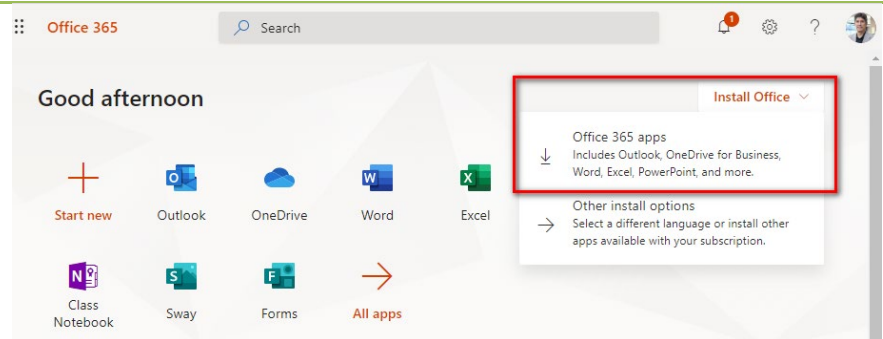 Office 365
Search
1
?
Good afternoon
Install Office
Office 365 apps
Includes Outlook, OneDrive for Business,
Word, Excel, PowerPoint, and more.
Other install options
Select a different language or install other
apps available with your subscription.
Start new
Outlook
OneDrive
Word
Excel
Class
Notebook
Sway
Forms
All apps